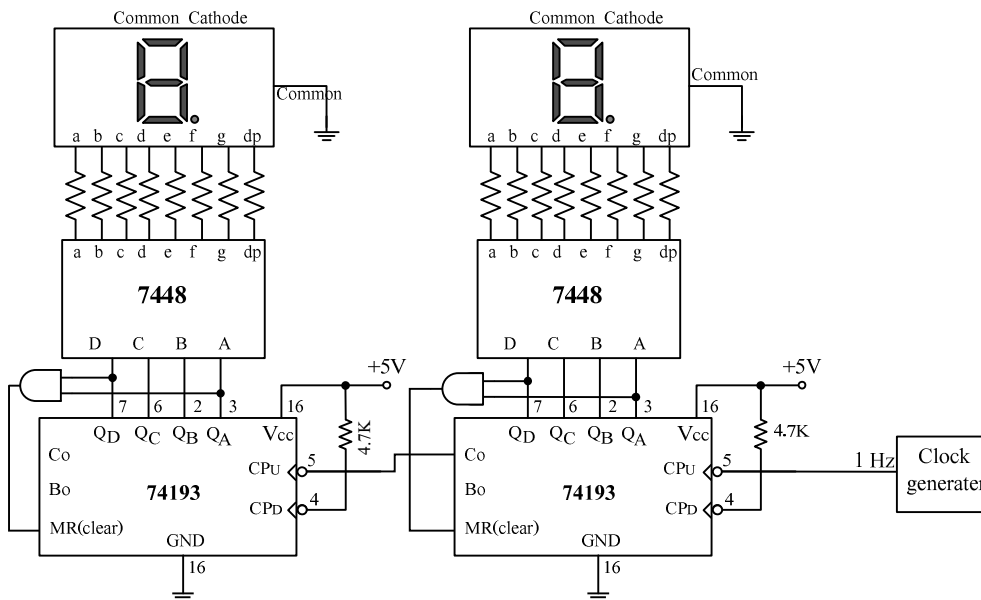 Common Cathode Common Cathode
Common Common
a b c d e f g dp a b c d e f g dp
a b c d e f g dp a b c d e f g dp
7448 7448
D C B A D C B A
+5V +5V
7 6 2 3 16 7 6 2 3 16
QD QC QB QA Vcc QD QC QB QA Vcc
4.7K 4.7K
Co CPU 5 Co CPU 5 1 Hz Clock
Bo 74193 Bo 74193 generater
CPD 4 CPD 4
MR(clear) MR(clear)
GND GND
16 16